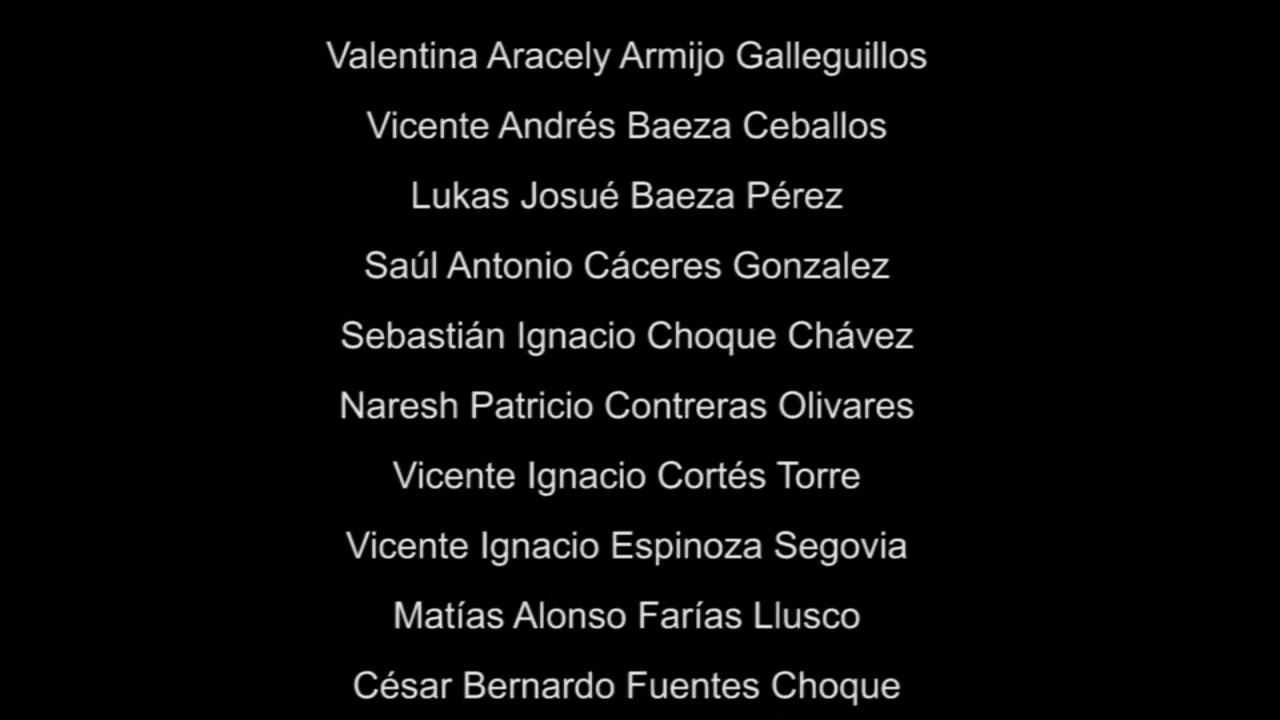 Valentina Aracely Armijo Galleguillos
Vicente Andrés Baeza Ceballos
Lukas Josué Baeza Pérez
Saúl Antonio Cáceres Gonzalez
Sebastián Ignacio Choque Chávez
Naresh Patricio Contreras Olivares
Vicente Ignacio Cortés Torre
Vicente Ignacio Espinoza Segovia
Matías Alonso Farías Llusco
César Bernardo Fuentes Choque